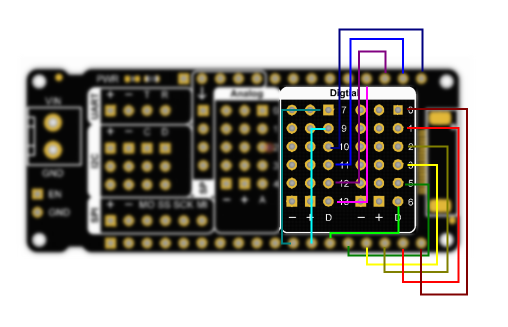 PWR
Analog
Digital
UART
+ - T R
VIN
7 0
9 1
10 2
11 3
- - C D
I2C
GND
12 5
SPI
EN
- + A
13 6
- MO SS SCK MI
GND
- + D - + D